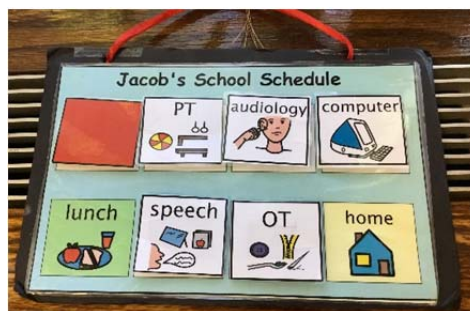 Jacob's School Schedule
PT audiology computer
lunch speech OT home